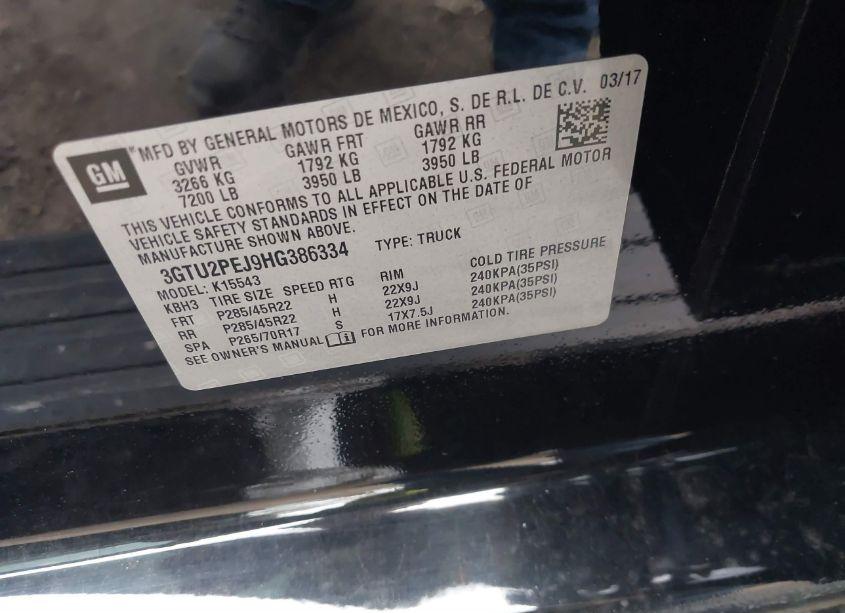 GM
MFD BY GENERAL MOTORS DE MEXICO, S. DE R.L. DE C.V. 03/17
GVWR GAWR FRT GAWR RR
3266 KG 1792 KG 1792 KG
7200 LB 3950 LB 3950 LB
THIS VEHICLE CONFORMS TO ALL APPLICABLE U.S. FEDERAL MOTOR
VEHICLE SAFETY STANDARDS IN EFFECT ON THE DATE OF
MANUFACTURE SHOWN ABOVE.
3GTU2PEJ9HG386334 TYPE: TRUCK
MODEL: K15543
KBH3 TIRE SIZE SPEED RTG RIM COLD TIRE PRESSURE
FRT P285/45R22 H 22X9J 240KPA(35PSI)
RR P285/45R22 H 22X9J 240KPA(35PSI)
SPA P265/70R17 S 17X7.5J 240KPA(35PSI)
SEE OWNER'S MANUAL FOR MORE INFORMATION.